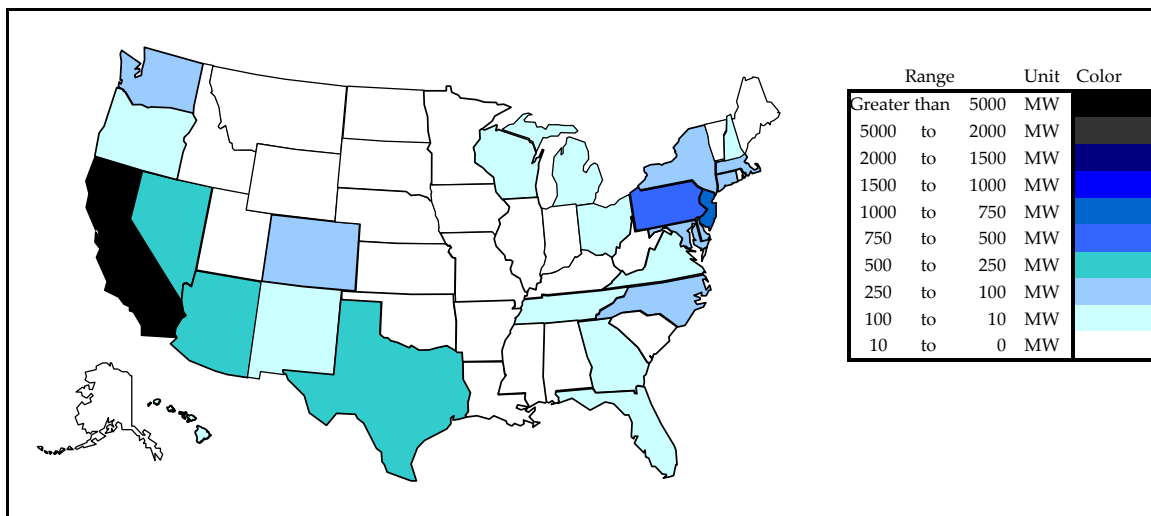 Range Unit Color
Greater than 5000 MW
5000 to 2000 MW
2000 to 1500 MW
1500 to 1000 MW
1000 to 750 MW
750 to 500 MW
500 to 250 MW
250 to 100 MW
100 to 10 MW
10 to 0 MW